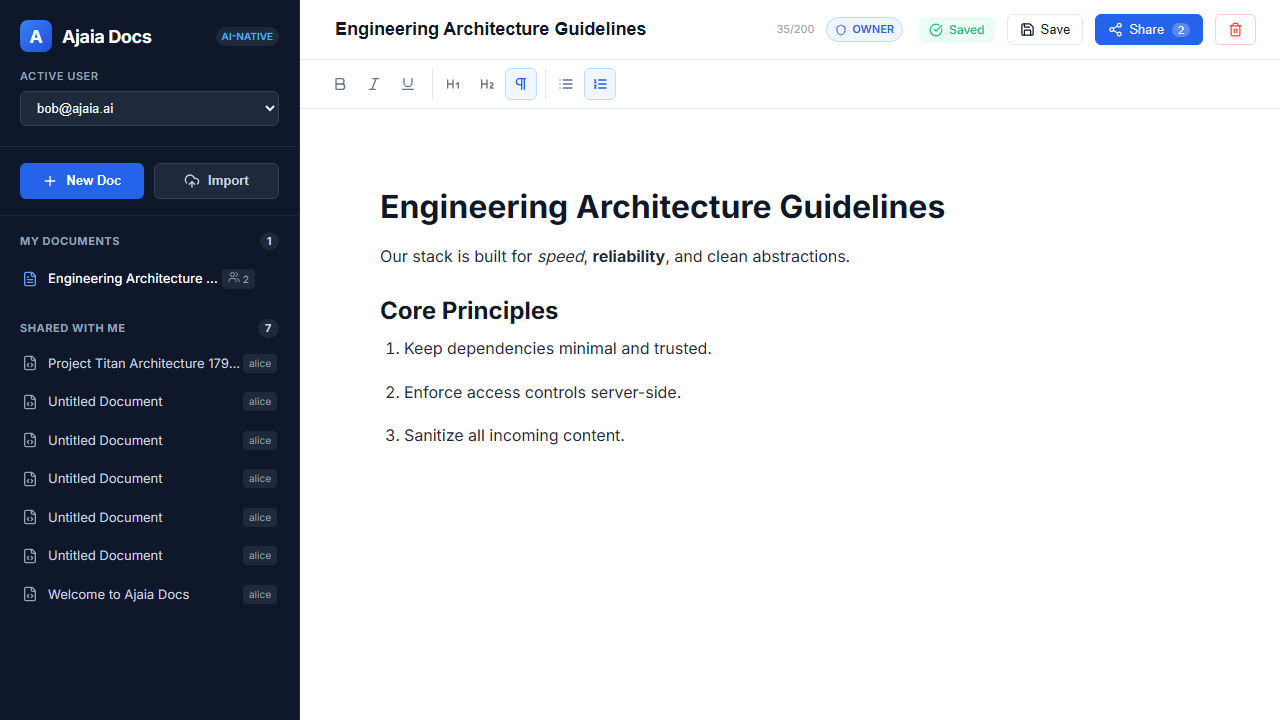 A Ajaia Docs AI-NATIVE
ACTIVE USER
bob@ajaia.ai
New Doc Import
MY DOCUMENTS 1
Engineering Architecture ... 2
SHARED WITH ME 7
Project Titan Architecture 179... alice
Untitled Document alice
Untitled Document alice
Untitled Document alice
Untitled Document alice
Untitled Document alice
Welcome to Ajaia Docs alice
Engineering Architecture Guidelines 35/200 OWNER Saved Save Share 2
B I U H1 H2 ¶
Engineering Architecture Guidelines
Our stack is built for speed, reliability, and clean abstractions.
Core Principles
1. Keep dependencies minimal and trusted.
2. Enforce access controls server-side.
3. Sanitize all incoming content.